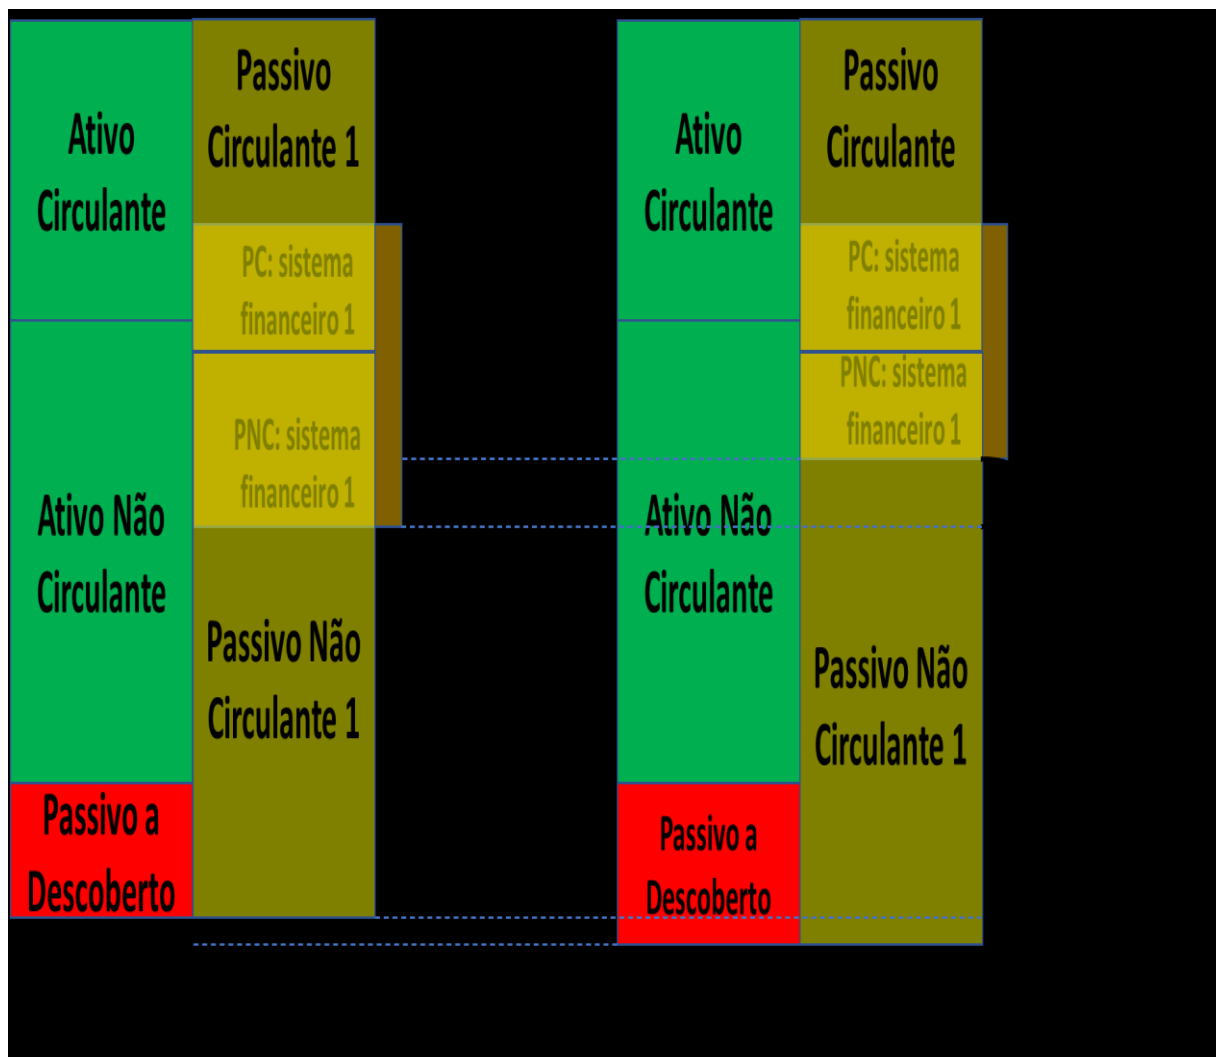 Ativo
Circulante
Ativo Não
Circulante
Passivo a
Descoberto
Passivo
Circulante 1
PC: sistema
financeiro 1
PNC: sistema
financeiro 1
Passivo Não
Circulante 1
Ativo
Circulante
Ativo Não
Circulante
Passivo a
Descoberto
Passivo
Circulante
PC: sistema
financeiro 1
PNC: sistema
financeiro 1
Passivo Não
Circulante 1